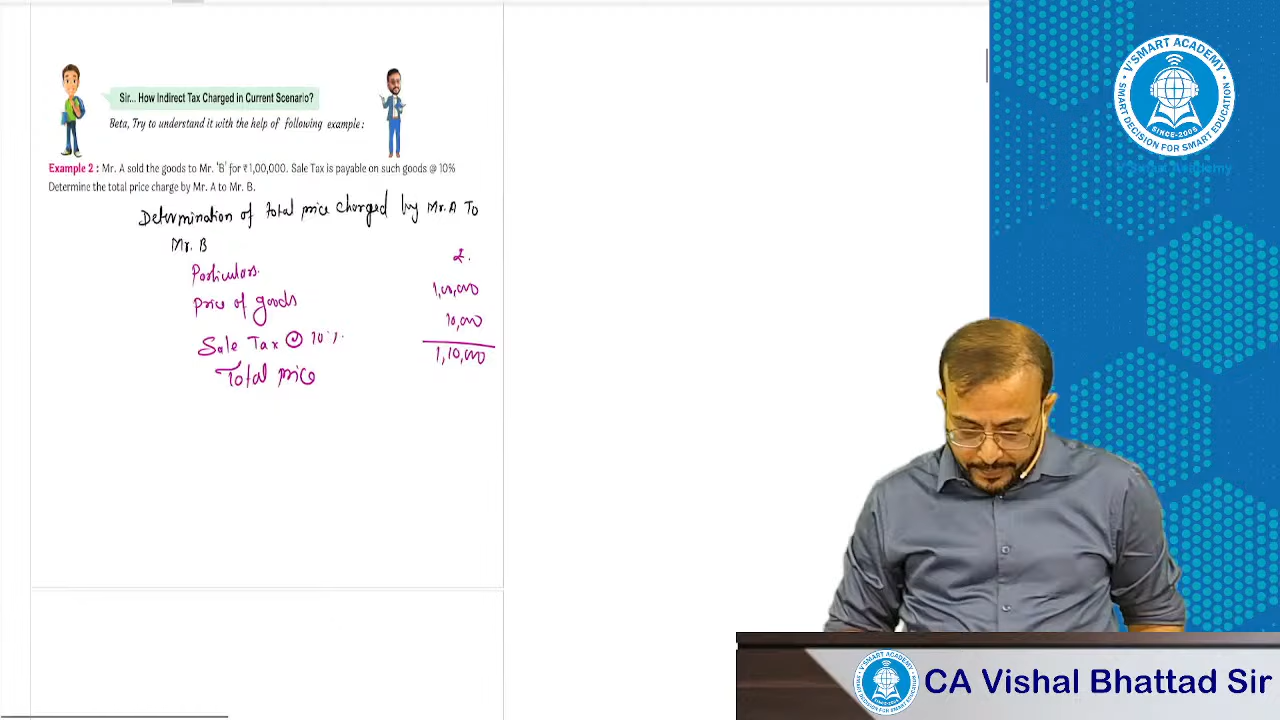 Sir... How Indirect Tax Charged in Current Scenario?
Beta, Try to understand it with the help of following example :
Example 2 : Mr. A sold the goods to Mr. 'B' for ₹ 1,00,000. Sale Tax is payable on such goods @ 10%
Determine the total price charge by Mr. A to Mr. B.
Determination of total price charged by Mr. A To
Mr. B
Particulars. ₹.
Price of goods 1,00,000
Sale Tax @ 10%. 10,000
Total price 1,10,000
V'SMART ACADEMY
SMART DECISION FOR SMART EDUCATION
SINCE-2005
V'Smart Academy
CA Vishal Bhattad Sir